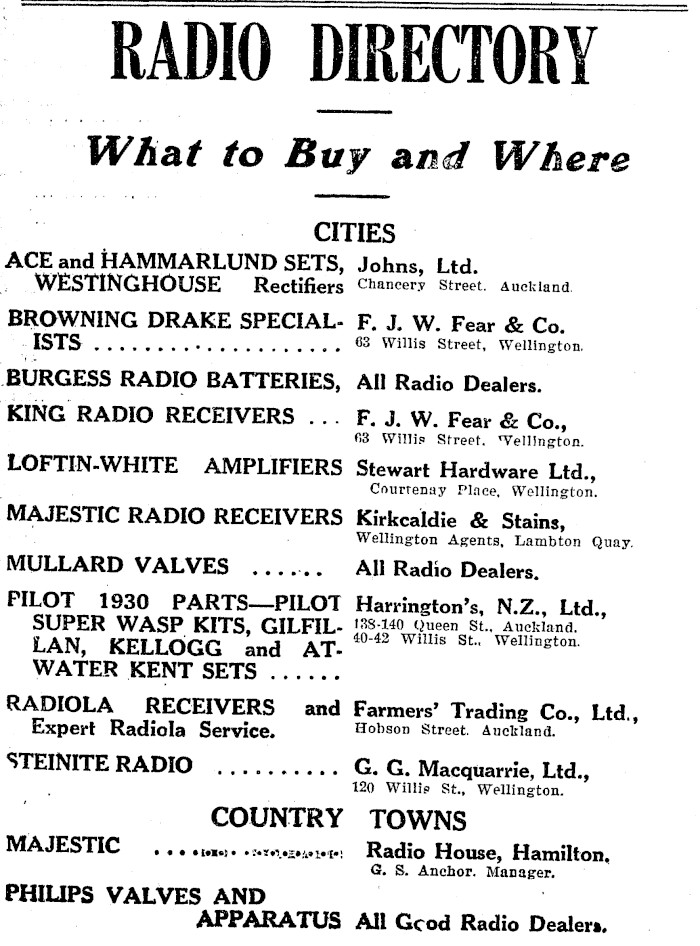 RADIO DIRECTORY
What to Buy and Where
CITIES
ACE and HAMMARLUND SETS, Johns, Ltd.
WESTINGHOUSE Rectifiers Chancery Street. Auckland.
BROWNING DRAKE SPECIAL- F. J. W. Fear & Co.
ISTS .................... 63 Willis Street, Wellington.
BURGESS RADIO BATTERIES, All Radio Dealers.
KING RADIO RECEIVERS ... F. J. W. Fear & Co.,
63 Willis Street. Wellington.
LOFTIN-WHITE AMPLIFIERS Stewart Hardware Ltd.,
Courtenay Place, Wellington.
MAJESTIC RADIO RECEIVERS Kirkcaldie & Stains,
Wellington Agents, Lambton Quay.
MULLARD VALVES ...... All Radio Dealers.
PILOT 1930 PARTS—PILOT Harrington's, N.Z., Ltd.,
SUPER WASP KITS, GILFIL- 138-140 Queen St., Auckland.
LAN, KELLOGG and AT- 40-42 Willis St., Wellington.
WATER KENT SETS ......
RADIOLA RECEIVERS and Farmers' Trading Co., Ltd.,
Expert Radiola Service. Hobson Street. Auckland.
STEINITE RADIO .......... G. G. Macquarrie, Ltd.,
120 Willis St., Wellington.
COUNTRY TOWNS
MAJESTIC .... Radio House, Hamilton.
G. S. Anchor. Manager.
PHILIPS VALVES AND
APPARATUS All Good Radio Dealers.